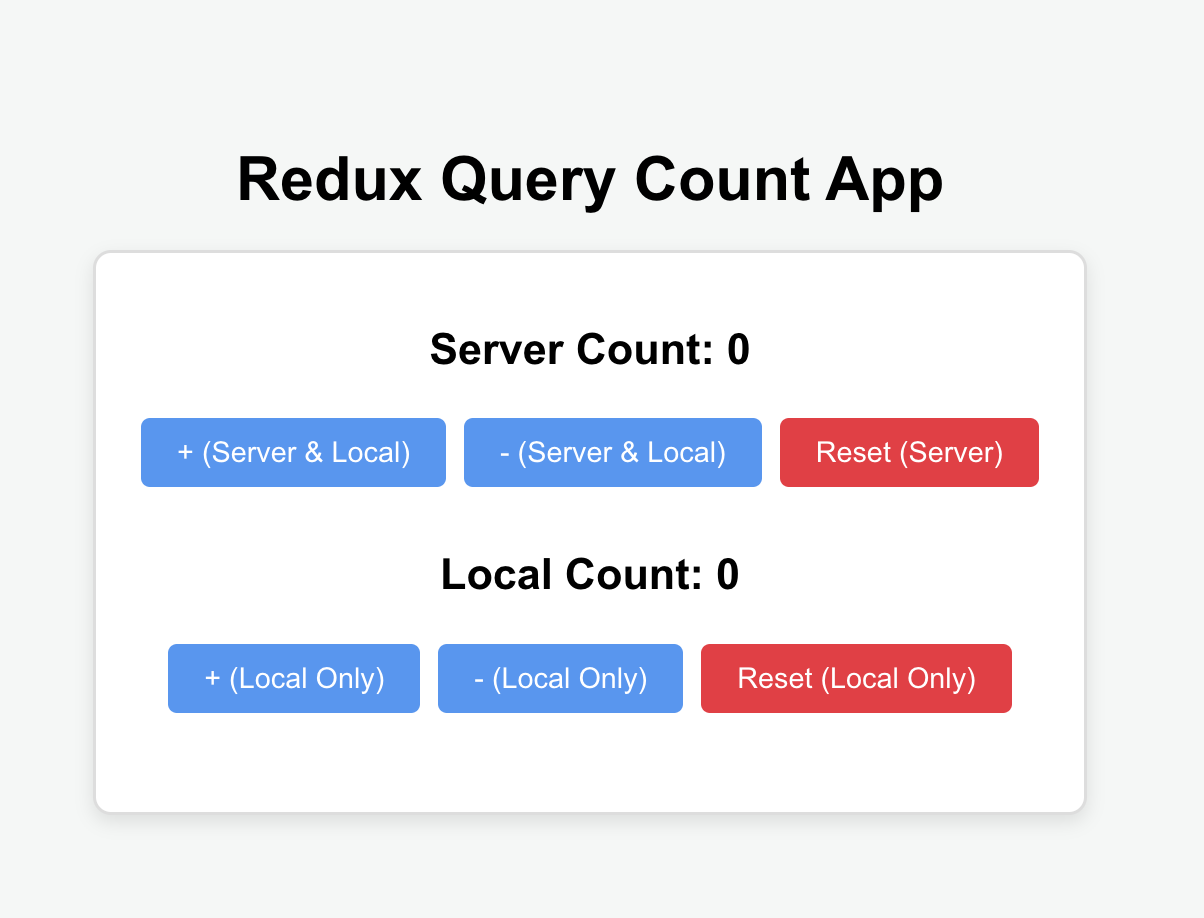 Redux Query Count App
Server Count: 0
+ (Server & Local) - (Server & Local) Reset (Server)
Local Count: 0
+ (Local Only) - (Local Only) Reset (Local Only)